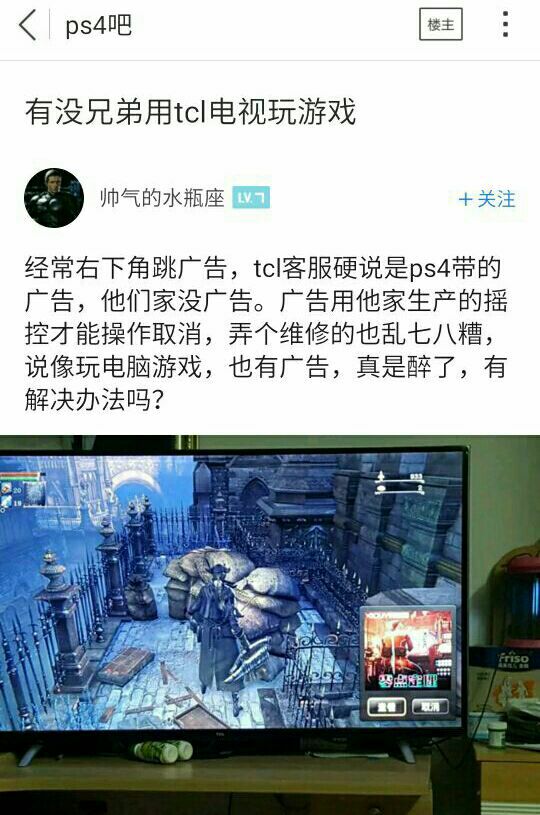 ps4吧
楼主
有没兄弟用tcl电视玩游戏
帅气的水瓶座 LV.7
+关注
经常右下角跳广告，tcl客服硬说是ps4带的
广告，他们家没广告。广告用他家生产的摇
控才能操作取消，弄个维修的也乱七八糟，
说像玩电脑游戏，也有广告，真是醉了，有
解决办法吗？
933
20
19
查看 取消
friso
TCL